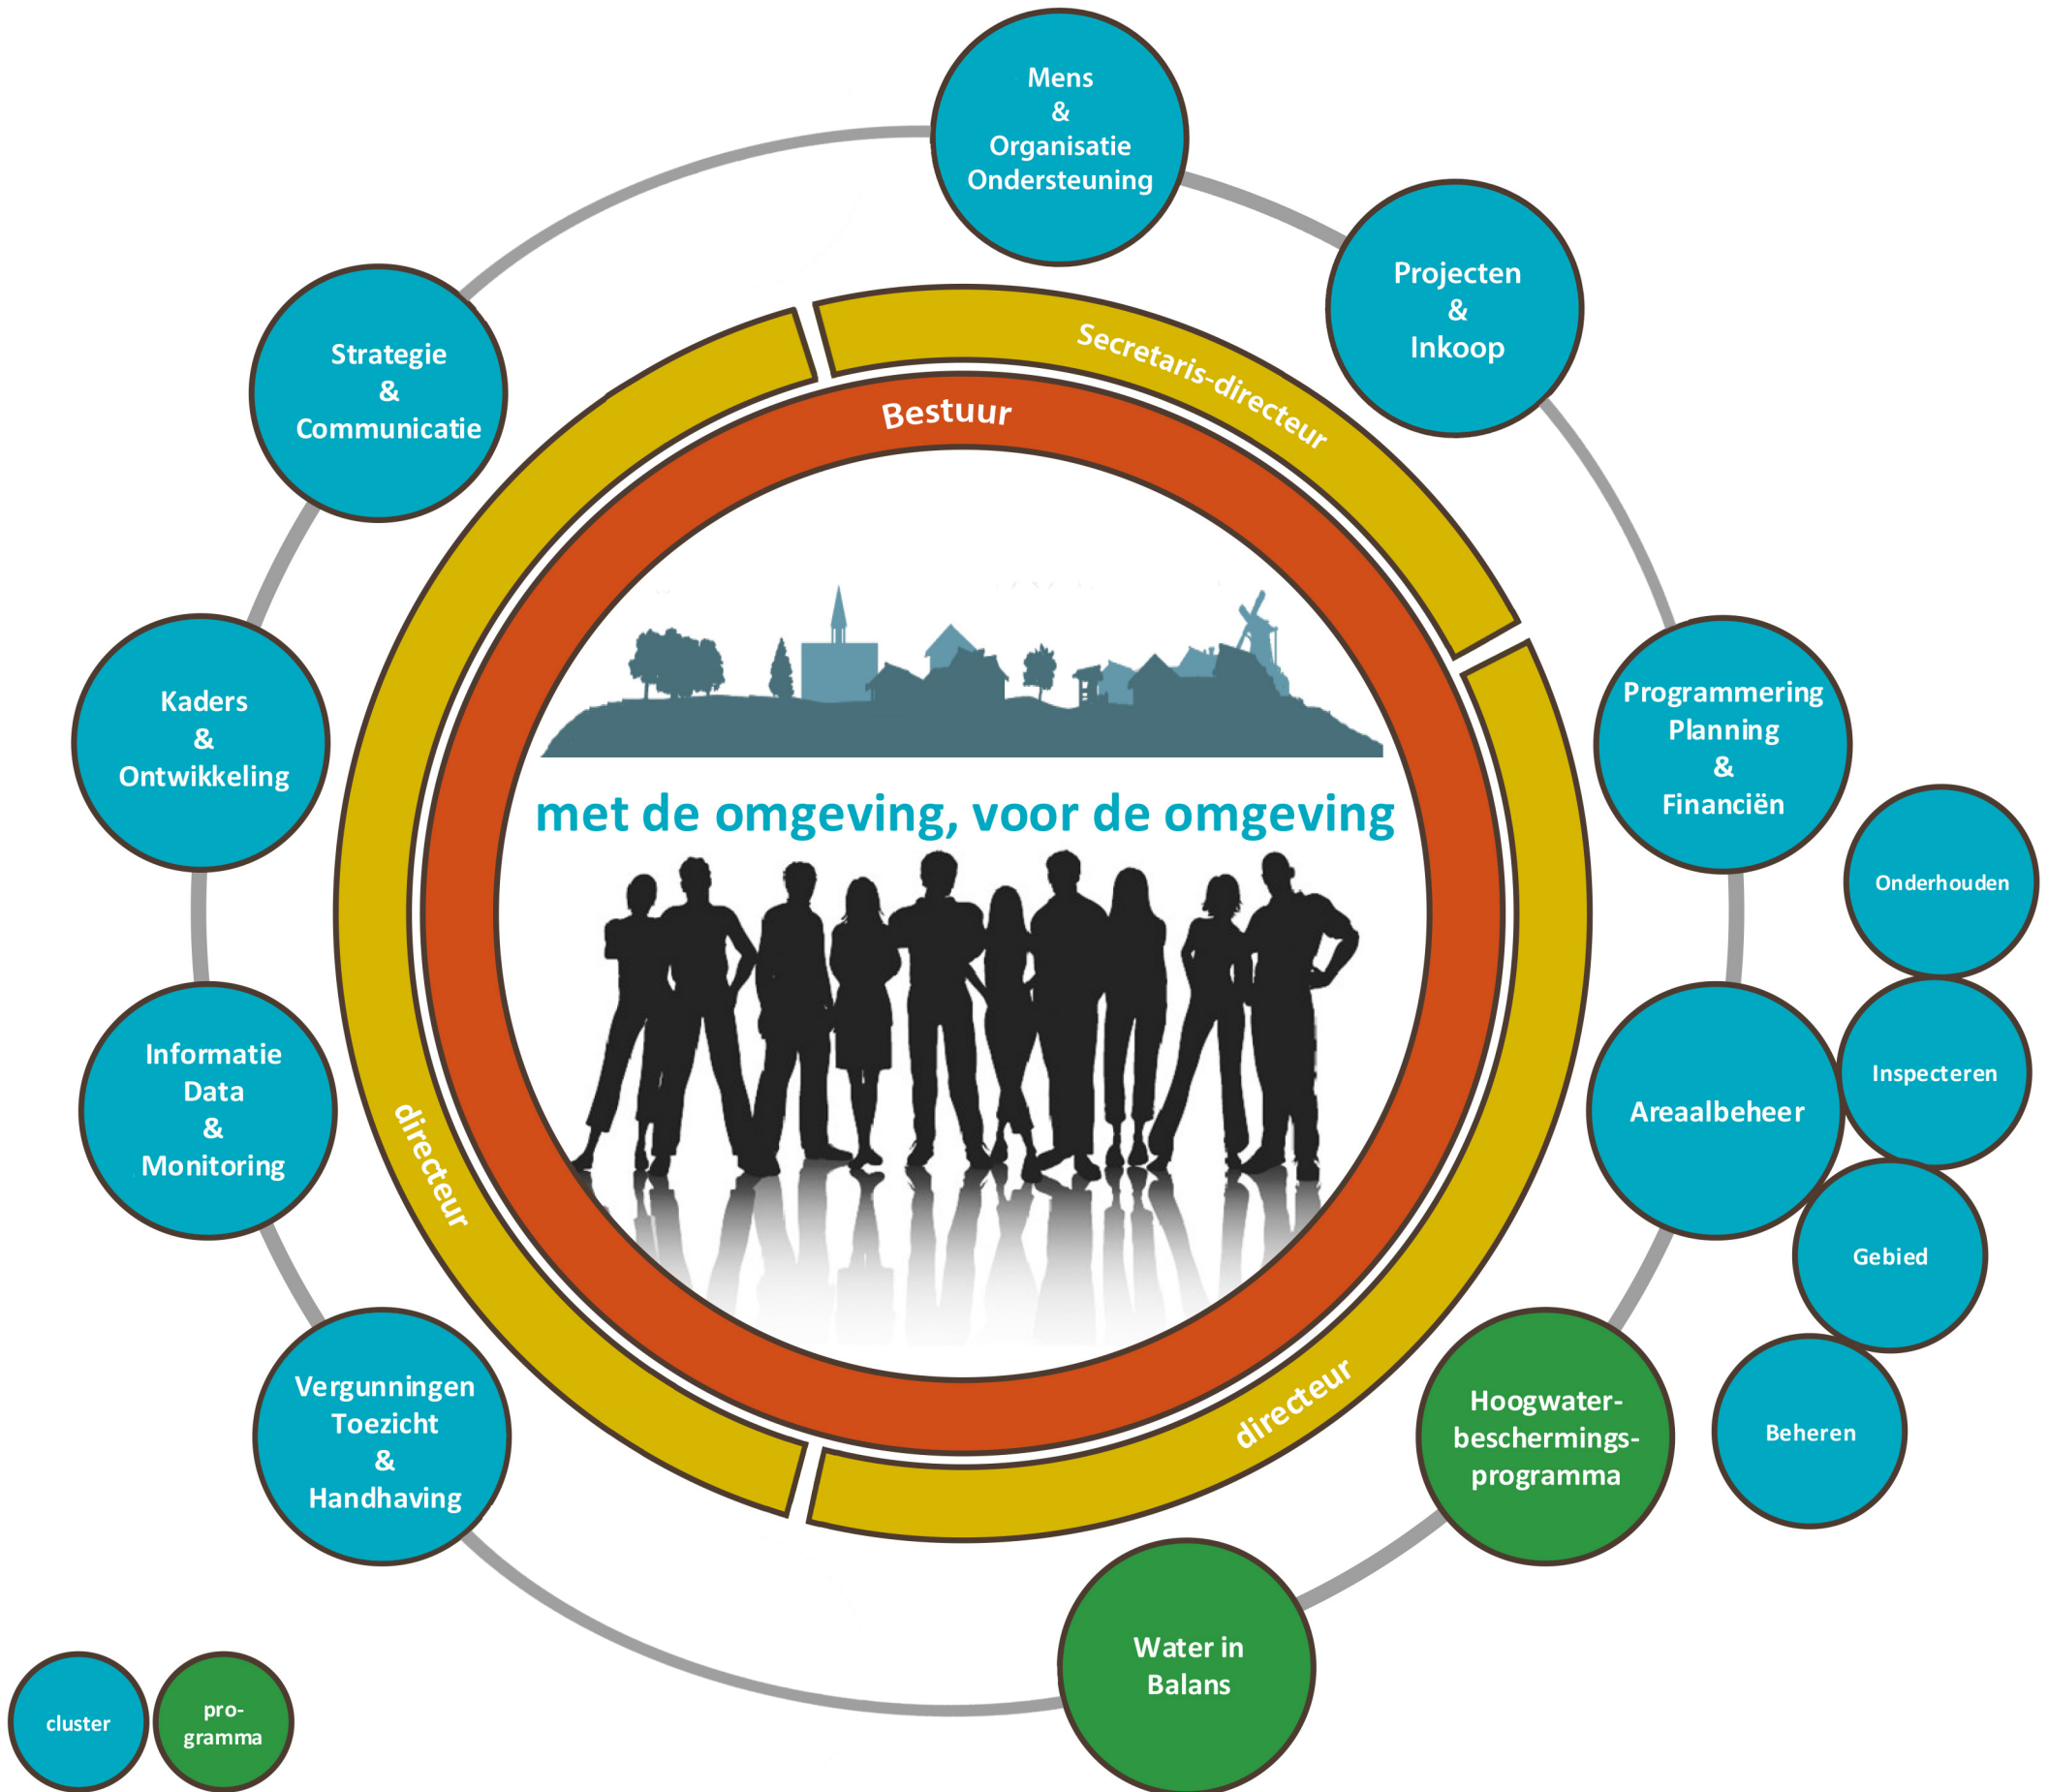 Mens
&
Organisatie
Ondersteuning
Projecten
&
Inkoop
Strategie
&
Communicatie
Secretaris-directeur
Bestuur
Kaders
&
Ontwikkeling
Programmering
Planning
&
Financiën
met de omgeving, voor de omgeving
Onderhouden
Informatie
Data
&
Monitoring
Areaalbeheer
Inspecteren
directeur
Gebied
Vergunningen
Toezicht
&
Handhaving
directeur
Hoogwater-
beschermings-
programma
Beheren
Water in
Balans
cluster
pro-
gramma